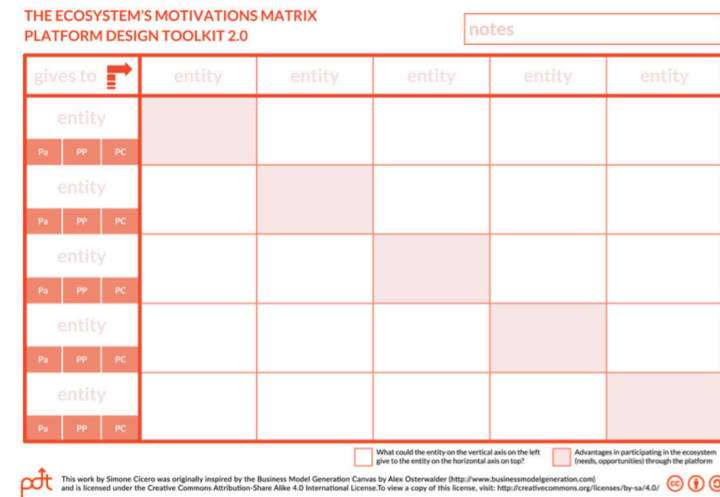 THE ECOSYSTEM'S MOTIVATIONS MATRIX
PLATFORM DESIGN TOOLKIT 2.0
notes
gives to entity entity entity entity entity
entity
Pa PP PC
entity
Pa PP PC
entity
Pa PP PC
entity
Pa PP PC
entity
Pa PP PC
What could the entity on the vertical axis on the left
give to the entity on the horizontal axis on top?
Advantages in participating in the ecosystem
(needs, opportunities) through the platform
pdt
This work by Simone Cicero was originally inspired by the Business Model Generation Canvas by Alex Osterwalder (http://www.businessmodelgeneration.com)
and is licensed under the Creative Commons Attribution-Share Alike 4.0 International License.To view a copy of this license, visit: http://creativecommons.org/licenses/by-sa/4.0/
cc